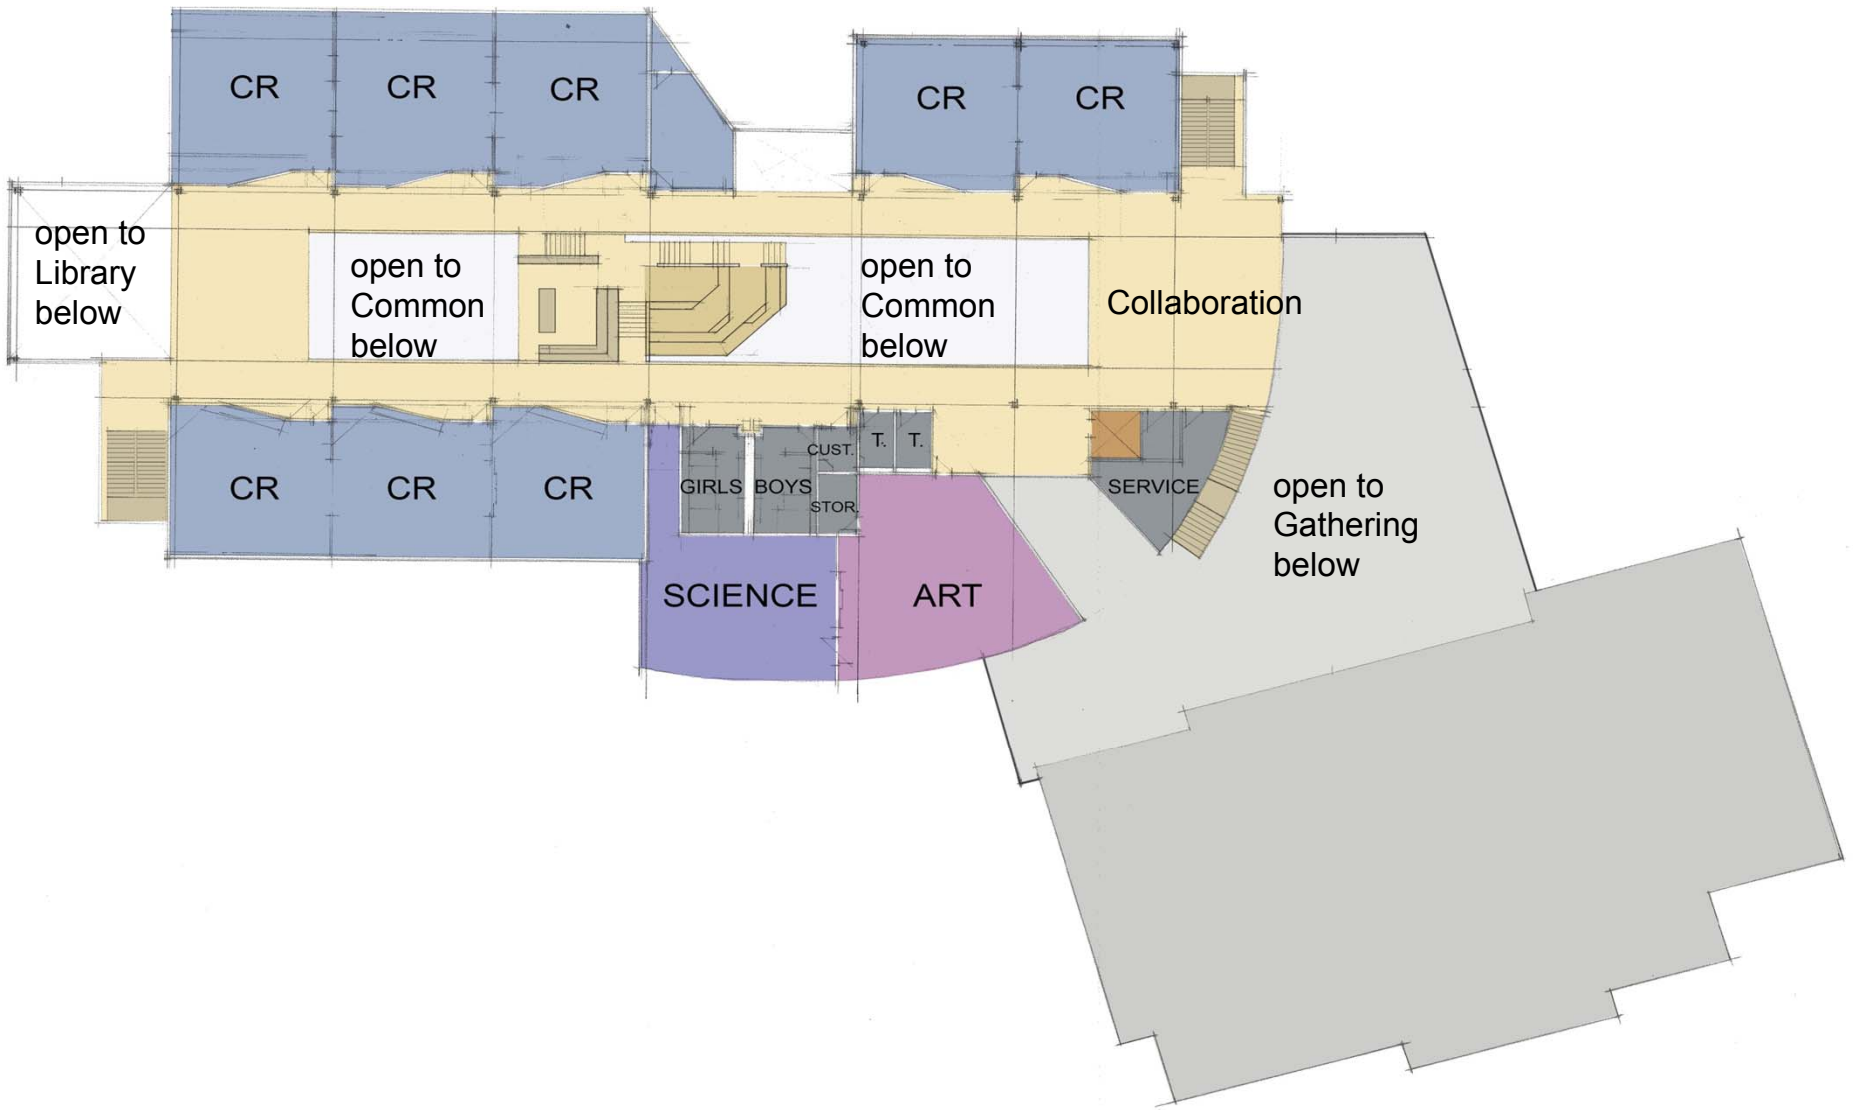 CR
CR
CR
CR
CR
open to
Library
below
open to
Common
below
open to
Common
below
Collaboration
CR
CR
CR
GIRLS
BOYS
CUST.
STOR.
T.
T.
SERVICE
open to
Gathering
below
SCIENCE
ART